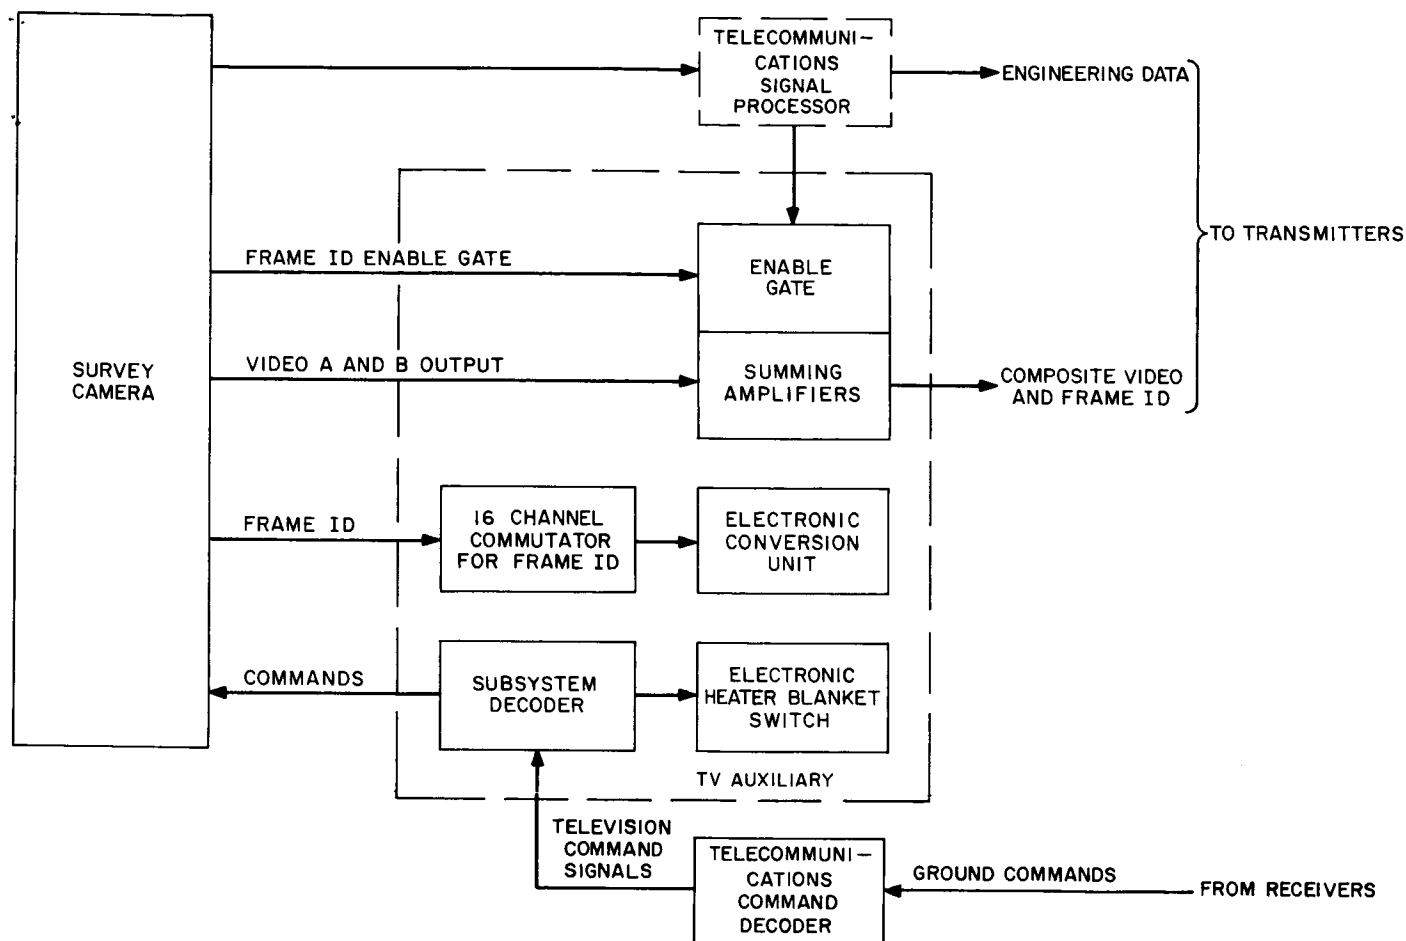 TELECOMMUNI-
CATIONS
SIGNAL
PROCESSOR
ENGINEERING DATA
TO TRANSMITTERS
FRAME ID ENABLE GATE
ENABLE
GATE
SURVEY
CAMERA
VIDEO A AND B OUTPUT
SUMMING
AMPLIFIERS
COMPOSITE VIDEO
AND FRAME ID
FRAME ID
16 CHANNEL
COMMUTATOR
FOR FRAME ID
ELECTRONIC
CONVERSION
UNIT
COMMANDS
SUBSYSTEM
DECODER
ELECTRONIC
HEATER BLANKET
SWITCH
TV AUXILIARY
TELEVISION
COMMAND
SIGNALS
TELECOMMUNI-
CATIONS
COMMAND
DECODER
GROUND COMMANDS
FROM RECEIVERS